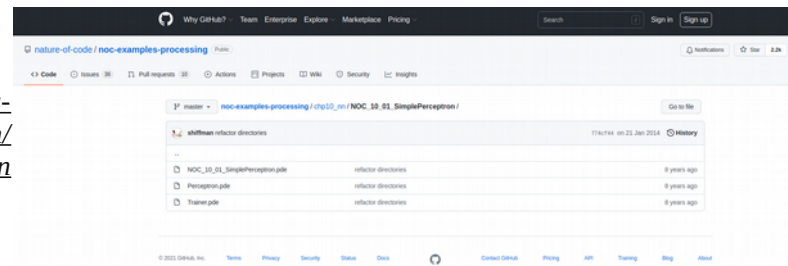 Why GitHub? Team Enterprise Explore Marketplace Pricing Search / Sign in Sign up
nature-of-code / noc-examples-processing Public Notifications Star 2.2k
<> Code Issues 36 Pull requests Actions Projects Wiki Security Insights
-
master noc-examples-processing / chp10_nn / NOC_10_01_SimplePerceptron / Go to file
/
shiffman refactor directories on 21 Jan 2014 History
n
..
NOC_10_01_SimplePerceptron.pde refactor directories 8 years ago
Perceptron.pde refactor directories 8 years ago
Trainer.pde refactor directories 8 years ago
© 2021 GitHub, Inc. Terms Privacy Security Status Docs Contact GitHub Pricing API Training Blog About